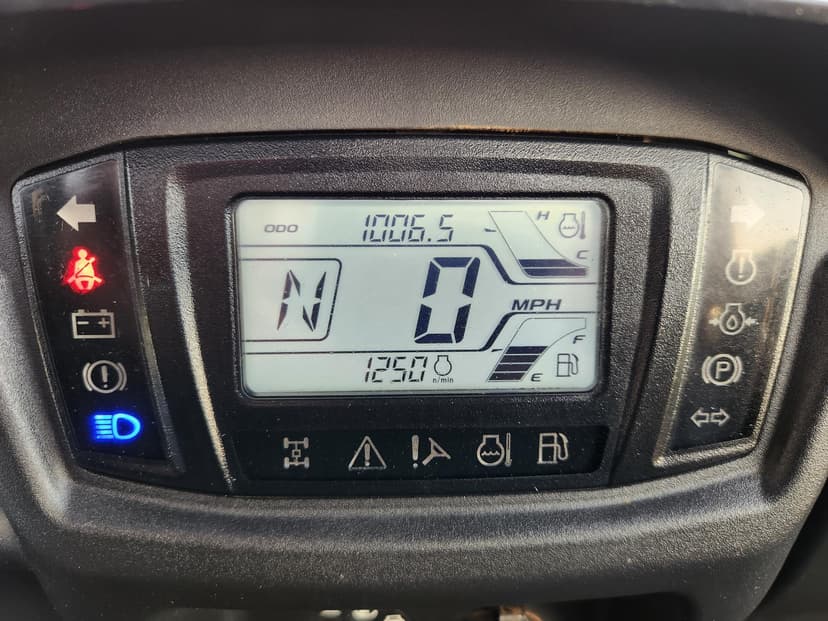 ODO 1006.5 H
C
N 0 MPH
F
1250 n/min E
P